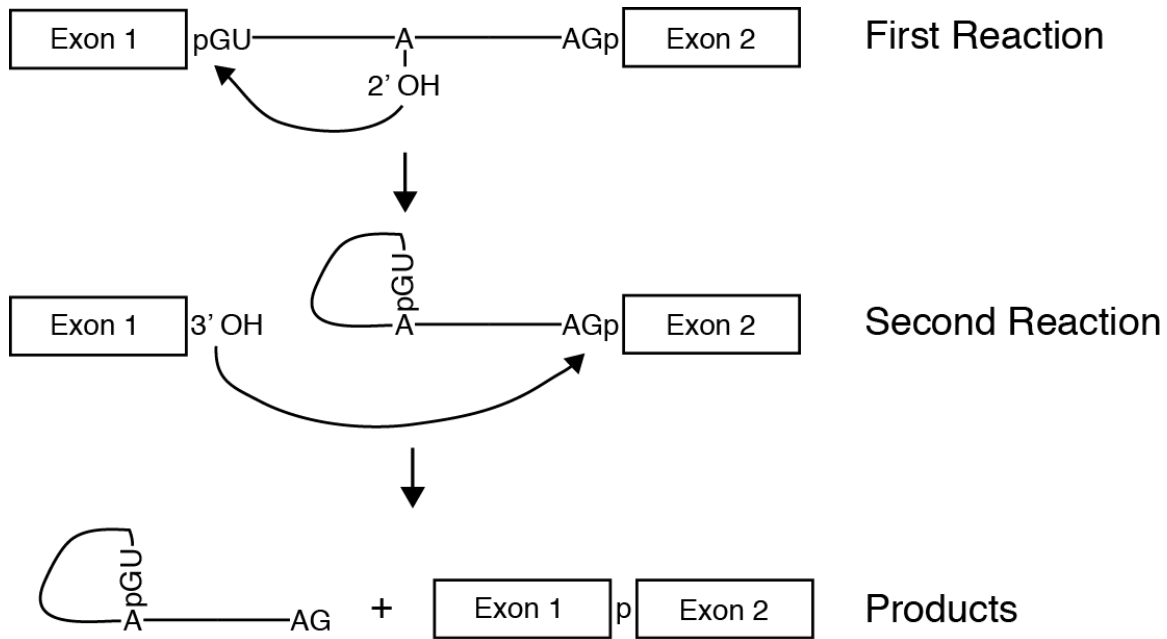 Exon 1 pGU A AGp Exon 2 First Reaction
2’ OH
pGU
Exon 1 3’ OH A AGp Exon 2 Second Reaction
pGU
A AG + Exon 1 p Exon 2 Products